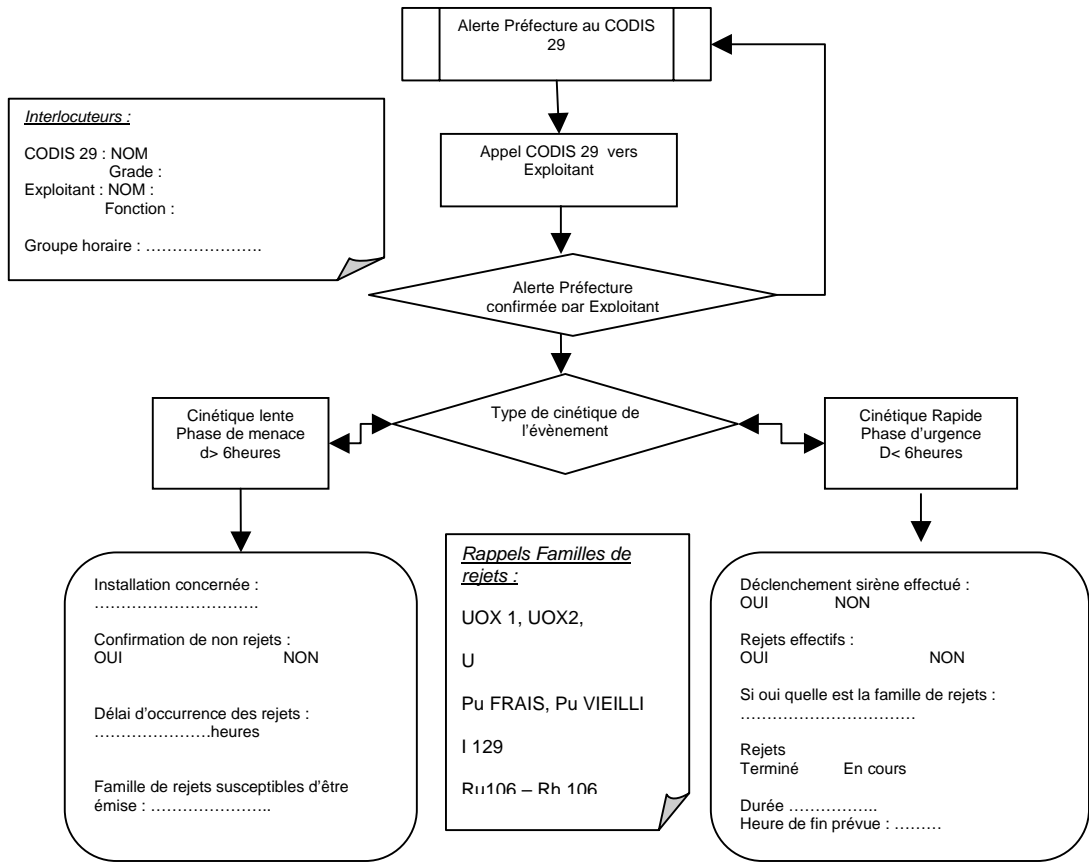 Alerte Préfecture au CODIS
29
Interlocuteurs :
CODIS 29 : NOM
Grade :
Exploitant : NOM :
Fonction :
Groupe horaire : ………………….
Appel CODIS 29 vers
Exploitant
Alerte Préfecture
confirmée par Exploitant
Type de cinétique de
l'évènement
Cinétique lente
Phase de menace
d> 6heures
Cinétique Rapide
Phase d'urgence
D< 6heures
Installation concernée :
………………………….
Confirmation de non rejets :
OUI NON
Délai d'occurrence des rejets :
………………….heures
Famille de rejets susceptibles d'être
émise : …………………..
Rappels Familles de
rejets :
UOX 1, UOX2,
U
Pu FRAIS, Pu VIEILLI
I 129
Ru106 – Rh 106
Déclenchement sirène effectué :
OUI NON
Rejets effectifs :
OUI NON
Si oui quelle est la famille de rejets :
……………………………
Rejets
Terminé En cours
Durée ……………..
Heure de fin prévue : ………